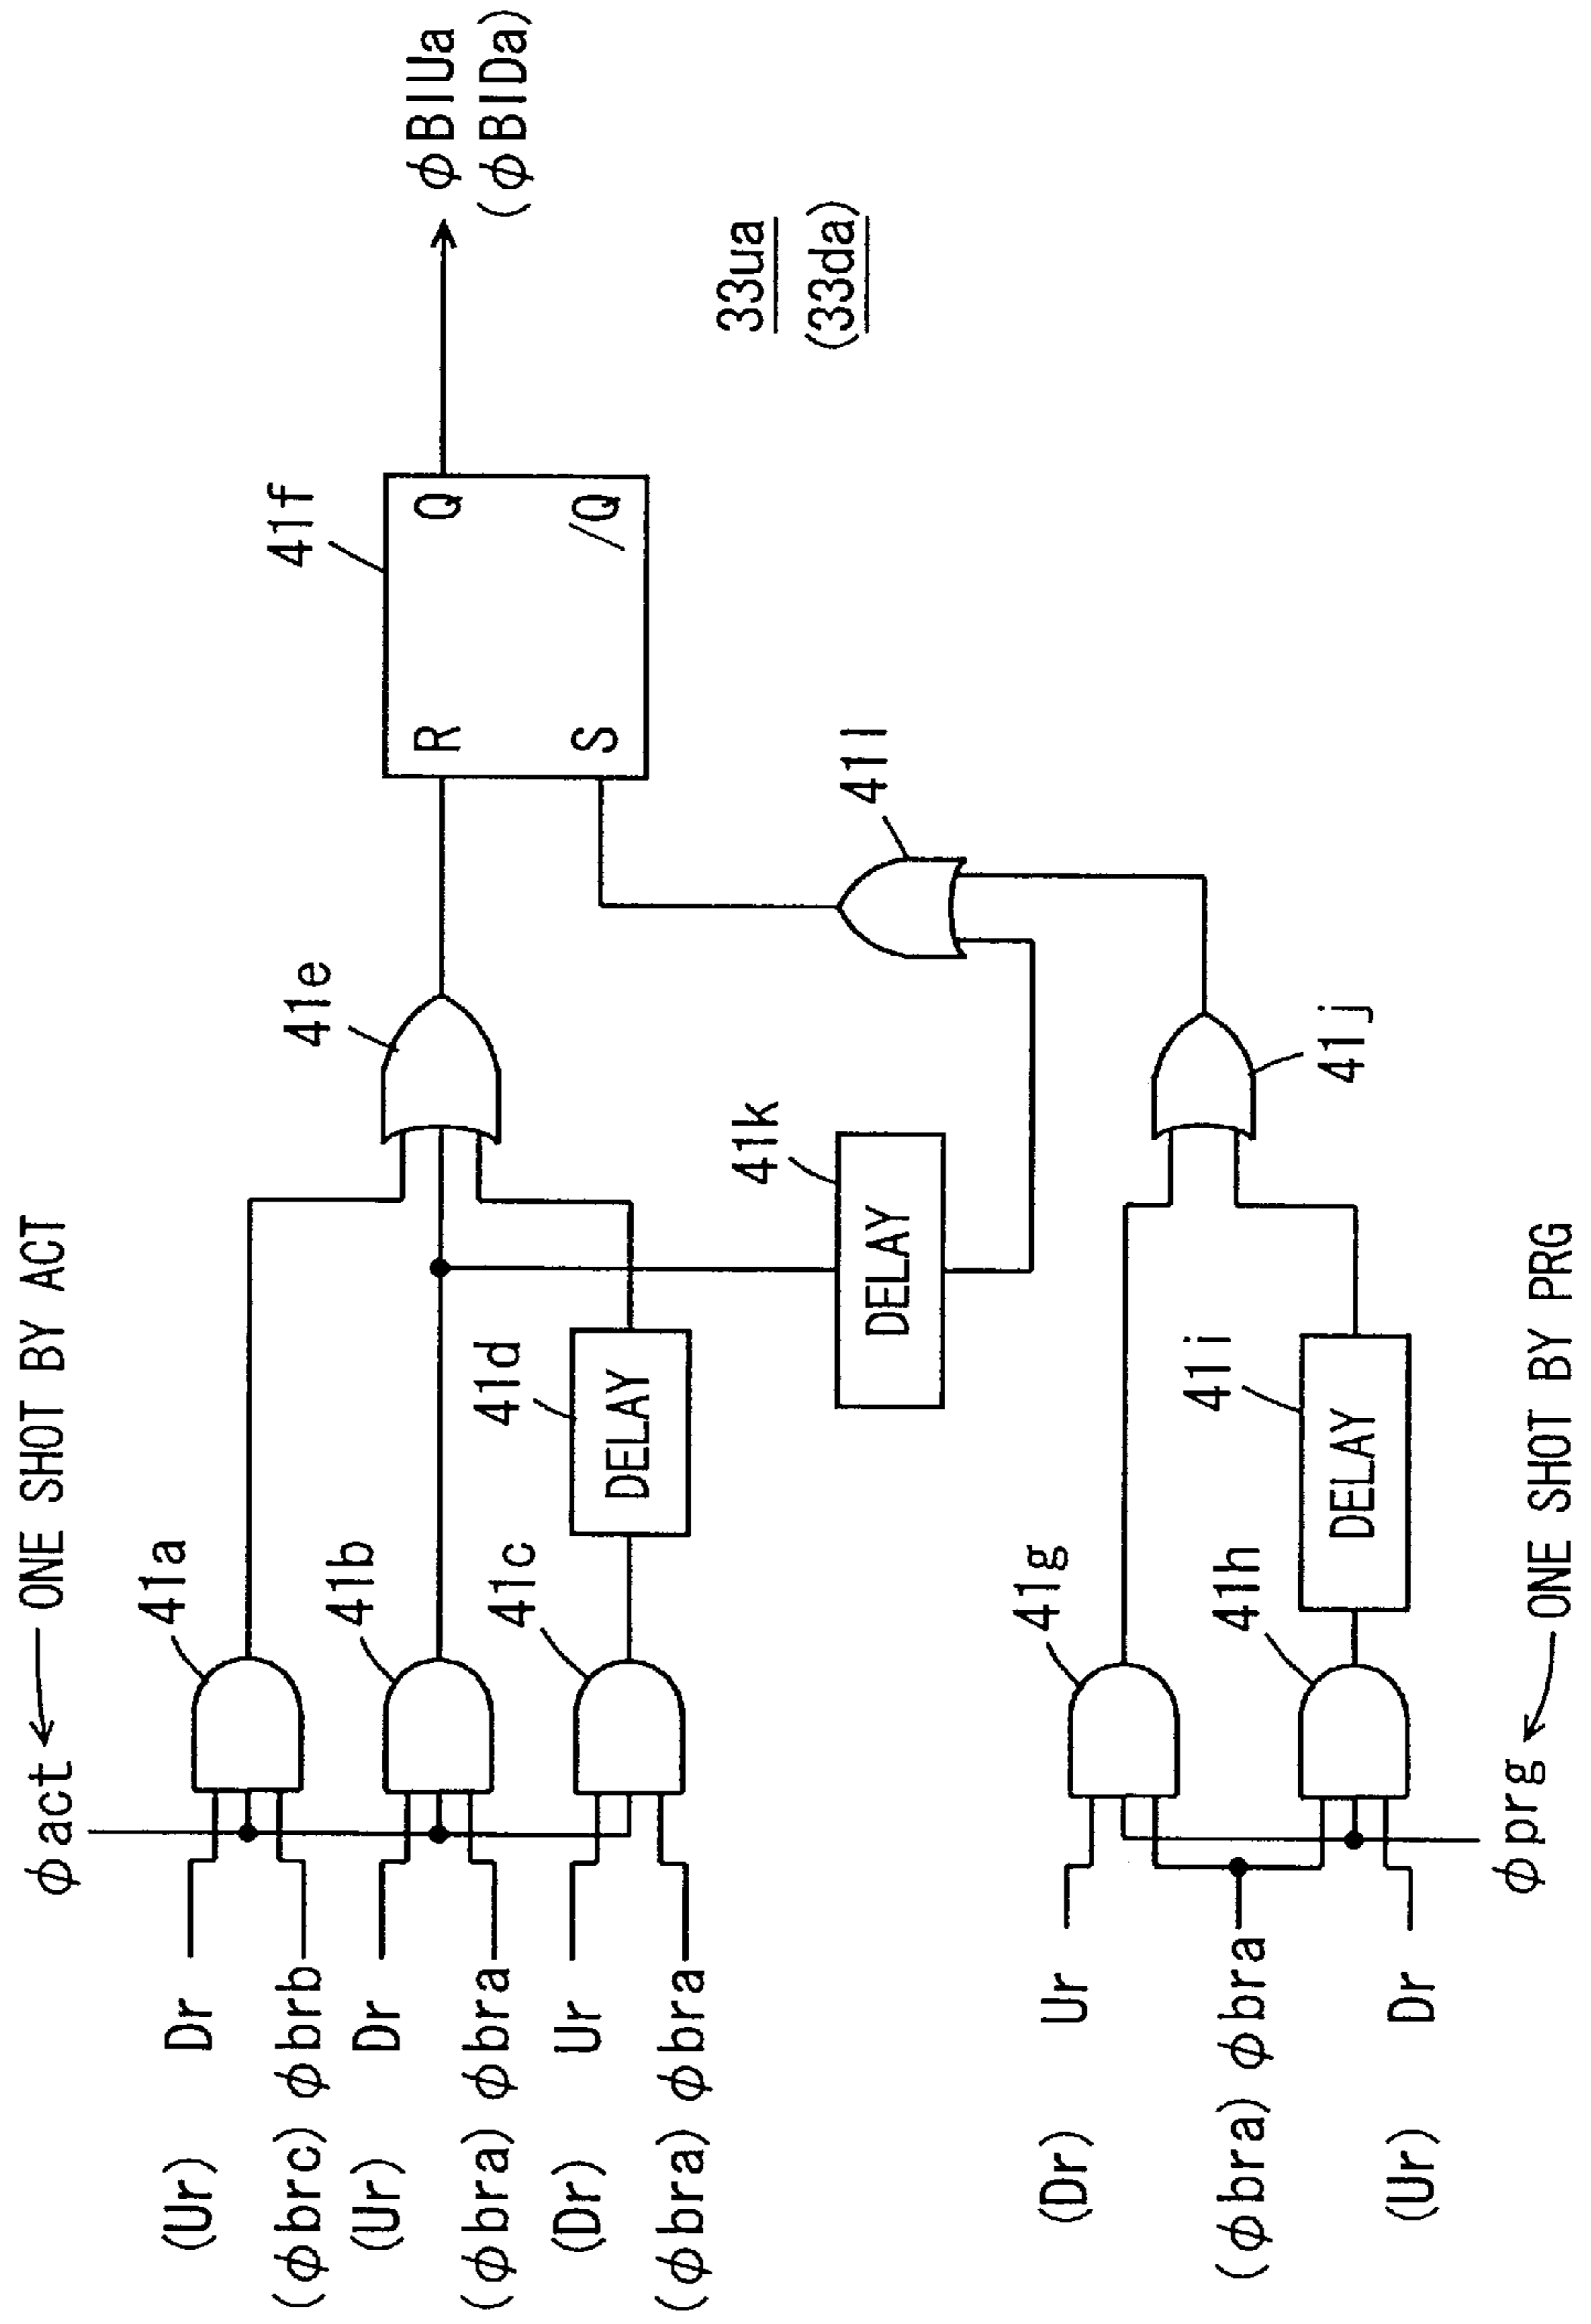 φact ← ONE SHOT BY ACT
(Ur) Dr
41a
(φbrc) φbrb
(Ur) Dr
41b
(φbra) φbra
(Dr) Ur
41c
41d
DELAY
(φbra) φbra
41e
41f
R
Q
S
/Q
φBIUa
(φBIDa)
33ua
(33da)
41k
DELAY
41l
(Dr) Ur
41g
(φbra) φbra
41h
41i
DELAY
41j
(Ur) Dr
φprg ← ONE SHOT BY PRG